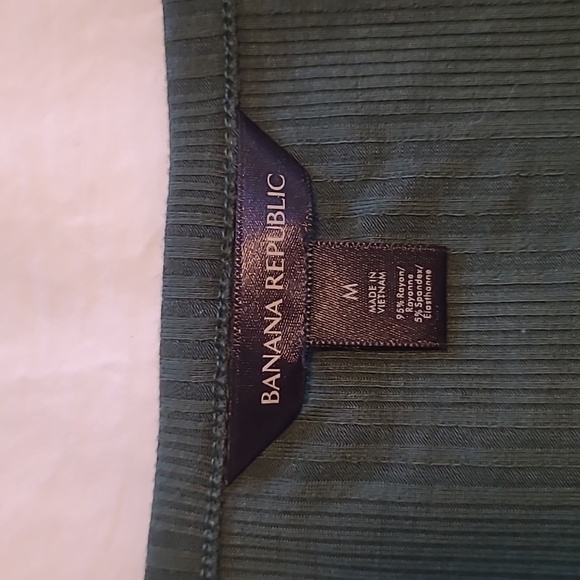 BANANA REPUBLIC
M
MADE IN
VIETNAM
95% Rayon/
Rayonne
5% Spandex/
Élasthanne